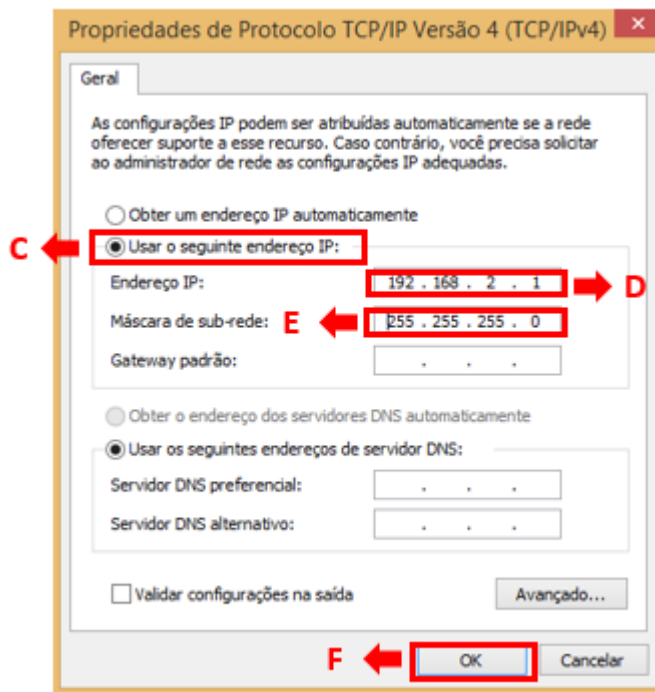 Propriedades de Protocolo TCP/IP Versão 4 (TCP/IPv4)
Geral
As configurações IP podem ser atribuídas automaticamente se a rede
oferecer suporte a esse recurso. Caso contrário, você precisa solicitar
ao administrador de rede as configurações IP adequadas.
Obter um endereço IP automaticamente
C Usar o seguinte endereço IP:
Endereço IP: 192 . 168 . 2 . 1 D
Máscara de sub-rede: E 255 . 255 . 255 . 0
Gateway padrão: . . .
Obter o endereço dos servidores DNS automaticamente
Usar os seguintes endereços de servidor DNS:
Servidor DNS preferencial: . . .
Servidor DNS alternativo: . . .
Validar configurações na saída Avançado...
F OK Cancelar